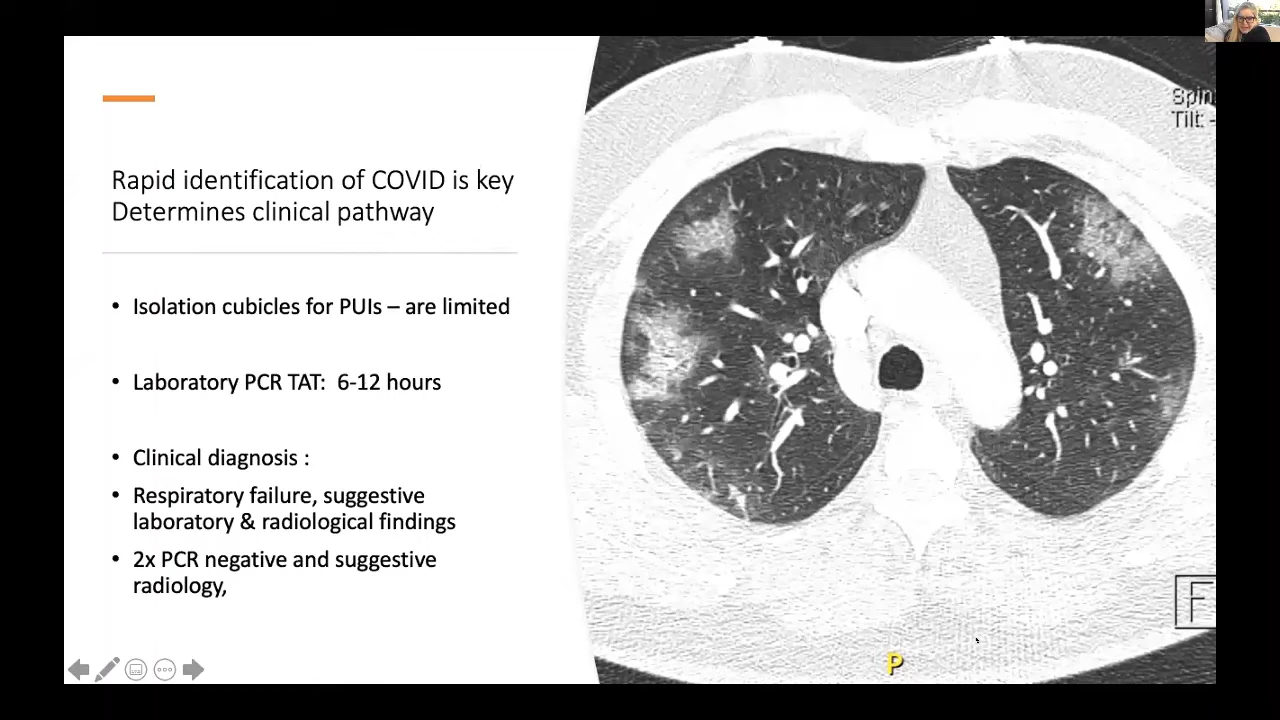 Rapid identification of COVID is key
Determines clinical pathway
• Isolation cubicles for PUIs – are limited
• Laboratory PCR TAT: 6-12 hours
• Clinical diagnosis :
• Respiratory failure, suggestive
laboratory & radiological findings
• 2x PCR negative and suggestive
radiology,
Tilt: -
F
P